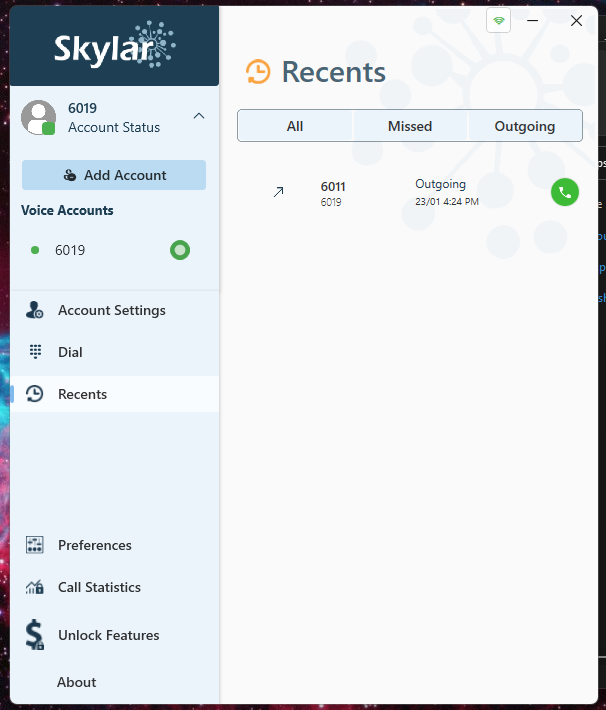 Skylar
6019
Account Status
Add Account
Voice Accounts
6019
Account Settings
Dial
Recents
Preferences
Call Statistics
Unlock Features
About
Recents
All Missed Outgoing
6011 Outgoing
6019 23/01 4:24 PM